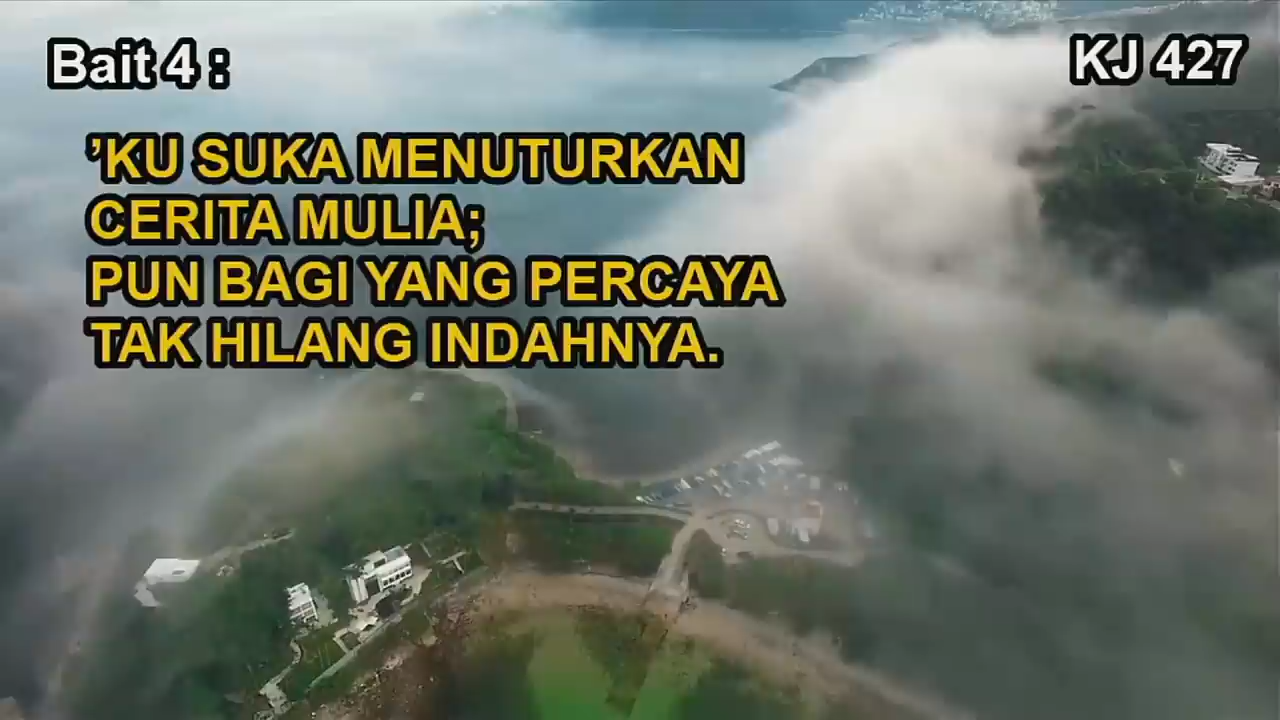 Bait 4 :
KJ 427
’KU SUKA MENUTURKAN
CERITA MULIA;
PUN BAGI YANG PERCAYA
TAK HILANG INDAHNYA.